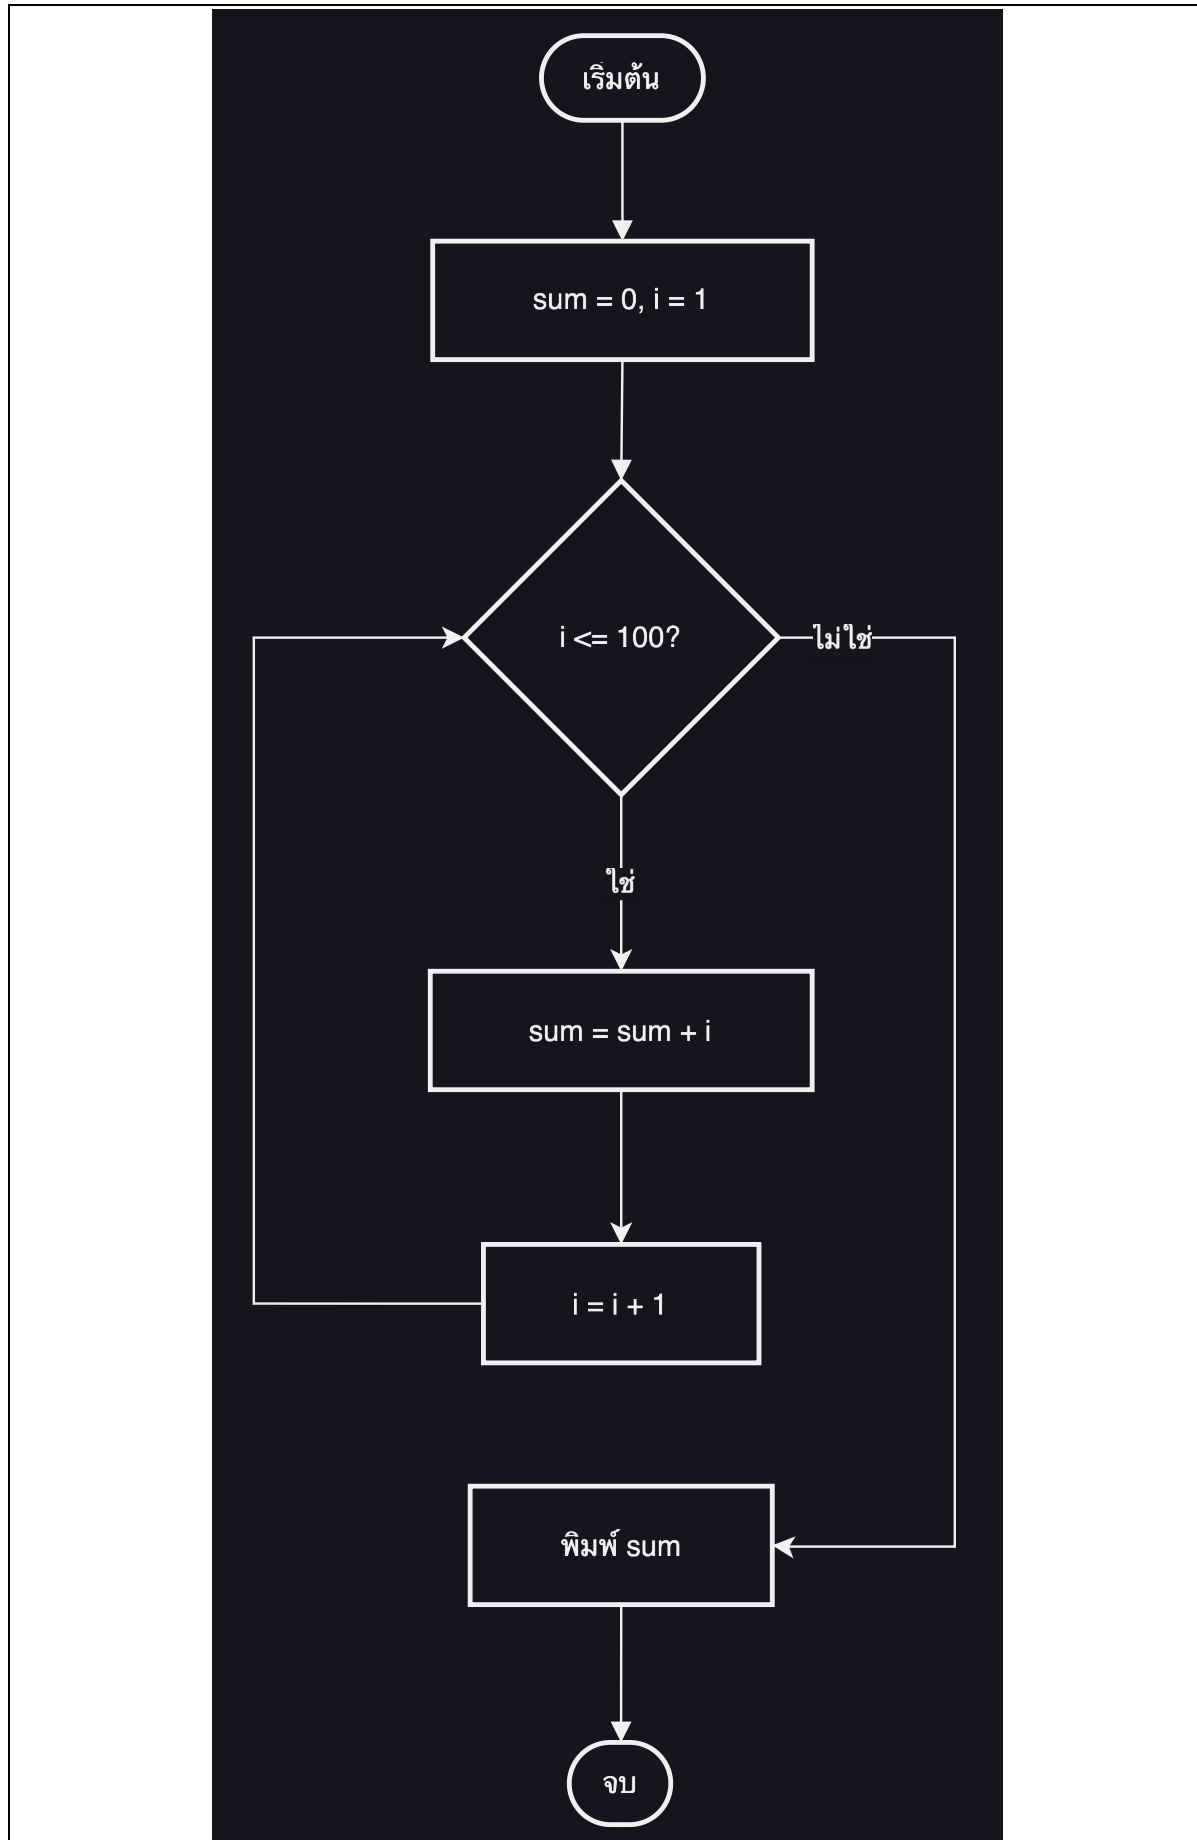 เริ่มต้น
sum = 0, i = 1
i <= 100?
ไม่ใช่
ใช่
sum = sum + i
i = i + 1
พิมพ์ sum
จบ